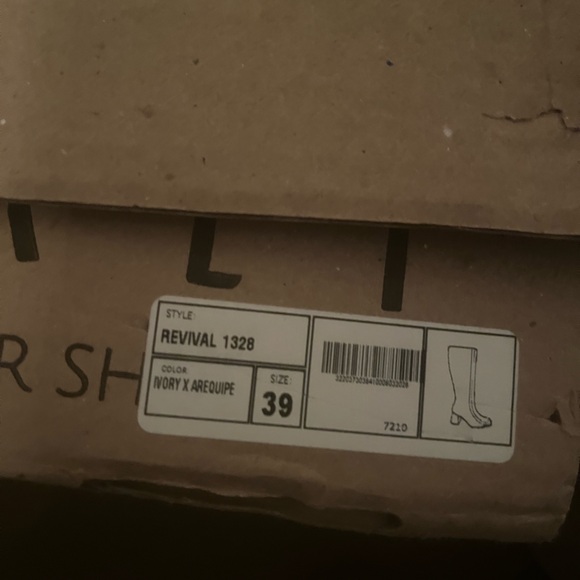 R SH
STYLE:
REVIVAL 1328
COLOR
IVORY X AREQUIPE
SIZE:
39
7210